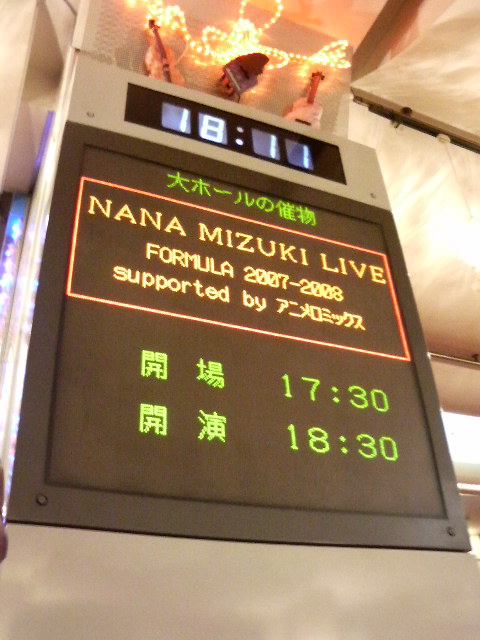 18:11
大ホールの催物
NANA MIZUKI LIVE
FORMULA 2007-2008
supported by アニメロミックス
開 場 17:30
開 演 18:30